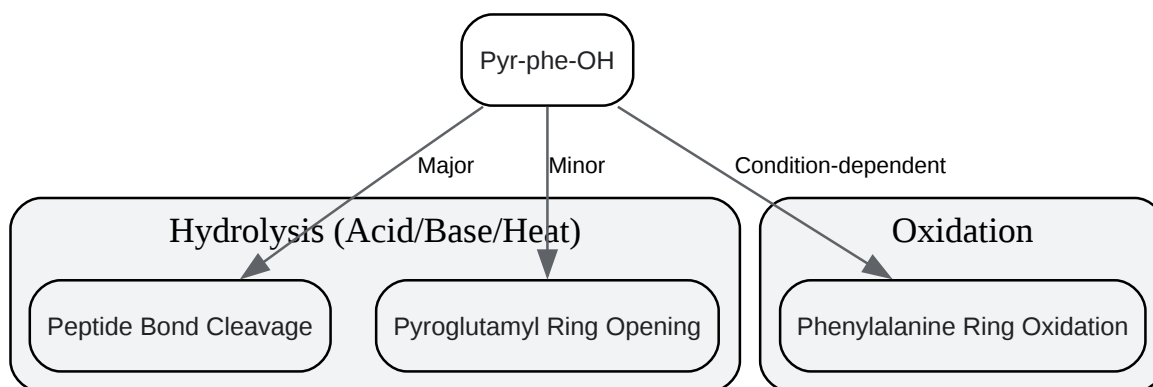 Pyr-phe-OH
Major
Minor
Condition-dependent
Hydrolysis (Acid/Base/Heat)
Oxidation
Peptide Bond Cleavage
Pyroglutamyl Ring Opening
Phenylalanine Ring Oxidation